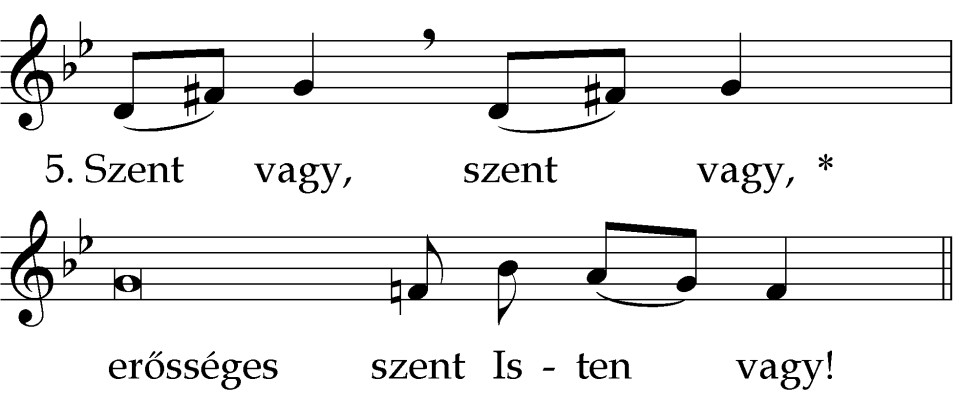 5. Szent vagy, szent vagy, *
erősséges szent Is - ten vagy!